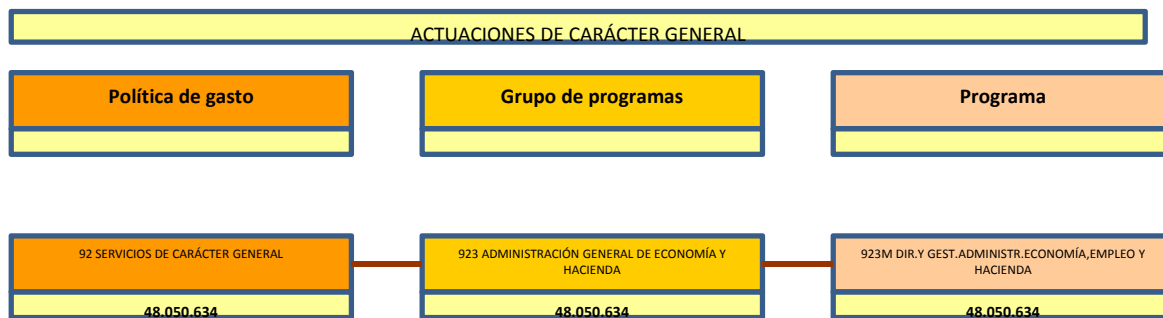 ACTUACIONES DE CARÁCTER GENERAL
Política de gasto
Grupo de programas
Programa
92 SERVICIOS DE CARÁCTER GENERAL
923 ADMINISTRACIÓN GENERAL DE ECONOMÍA Y
HACIENDA
923M DIR.Y GEST.ADMINISTR.ECONOMÍA,EMPLEO Y
HACIENDA
48.050.634
48.050.634
48.050.634